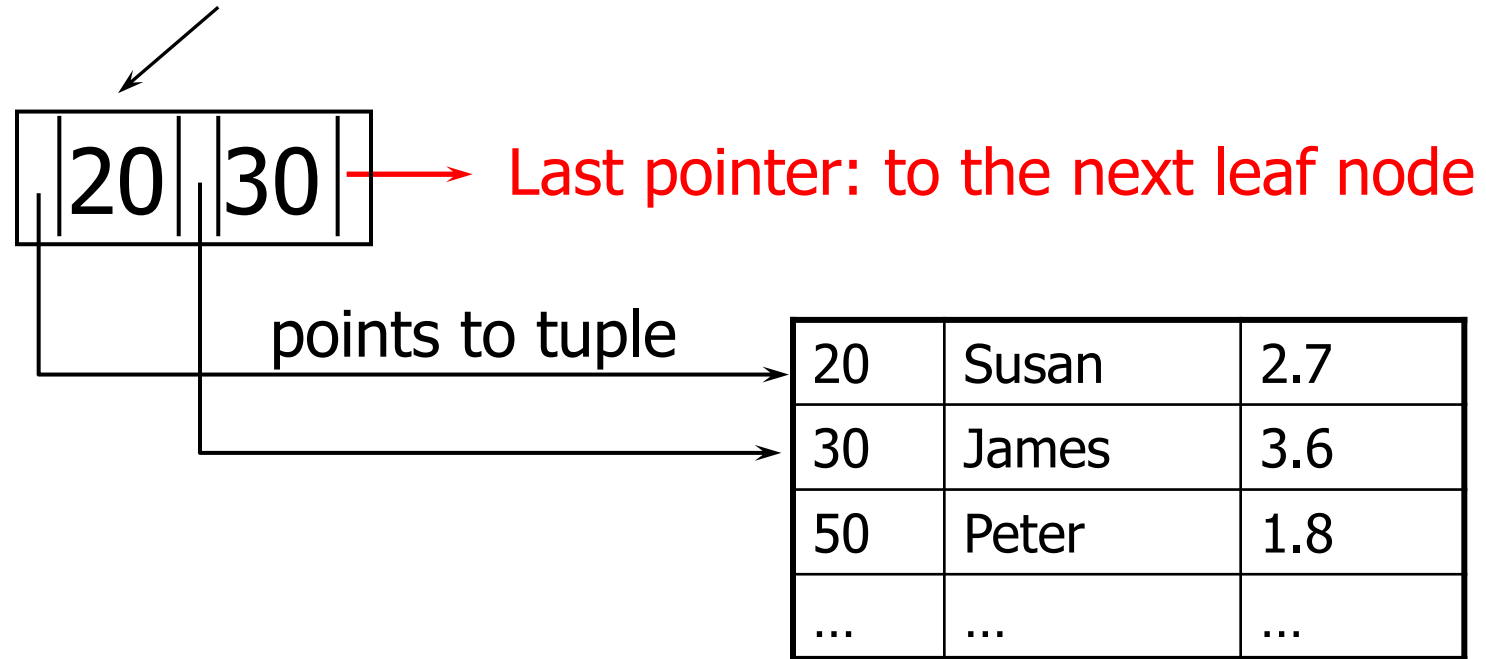 20 30
Last pointer: to the next leaf node
points to tuple
20 Susan 2.7
30 James 3.6
50 Peter 1.8
... ... ...